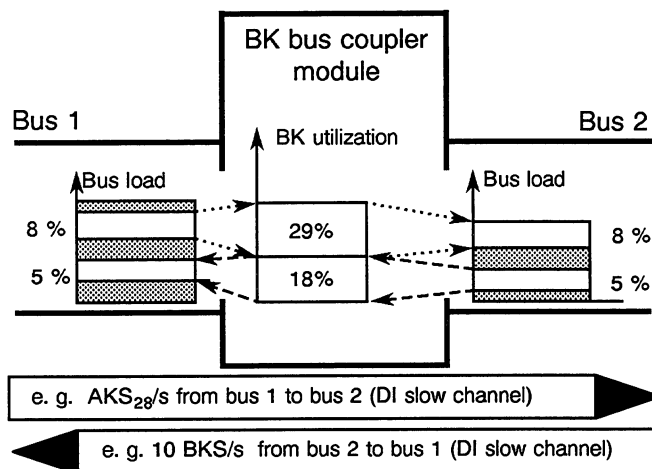 BK bus coupler
module
Bus 1
Bus 2
BK utilization
Bus load
Bus load
8 %
29%
8 %
5 %
18%
5 %
e. g. AKS28/s from bus 1 to bus 2 (DI slow channel)
e. g. 10 BKS/s from bus 2 to bus 1 (DI slow channel)